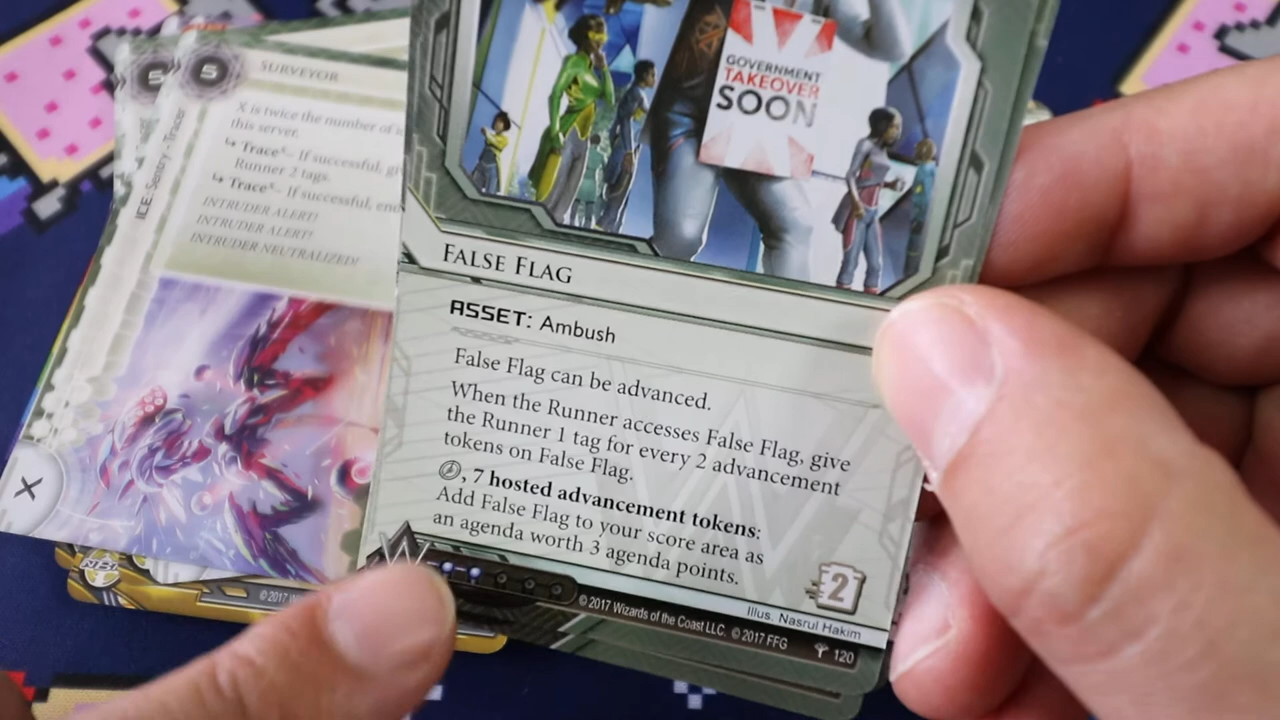 GOVERNMENT
TAKEOVER
SOON
FALSE FLAG
ASSET: Ambush
False Flag can be advanced.
When the Runner accesses False Flag, give
the Runner 1 tag for every 2 advancement
tokens on False Flag.
, 7 hosted advancement tokens:
Add False Flag to your score area as
an agenda worth 3 agenda points.
2
Illus. Nasrul Hakim
© 2017 Wizards of the Coast LLC. © 2017 FFG
120
5
5
SURVEYOR
ICE: Sentry - Tracer
X is twice the number of
this server.
Trace X– If successful,
Runner 2 tags.
Trace X– If successful,
INTRUDER ALERT!
INTRUDER ALERT!
INTRUDER NEUTRALIZED!
X
NBN
© 2017